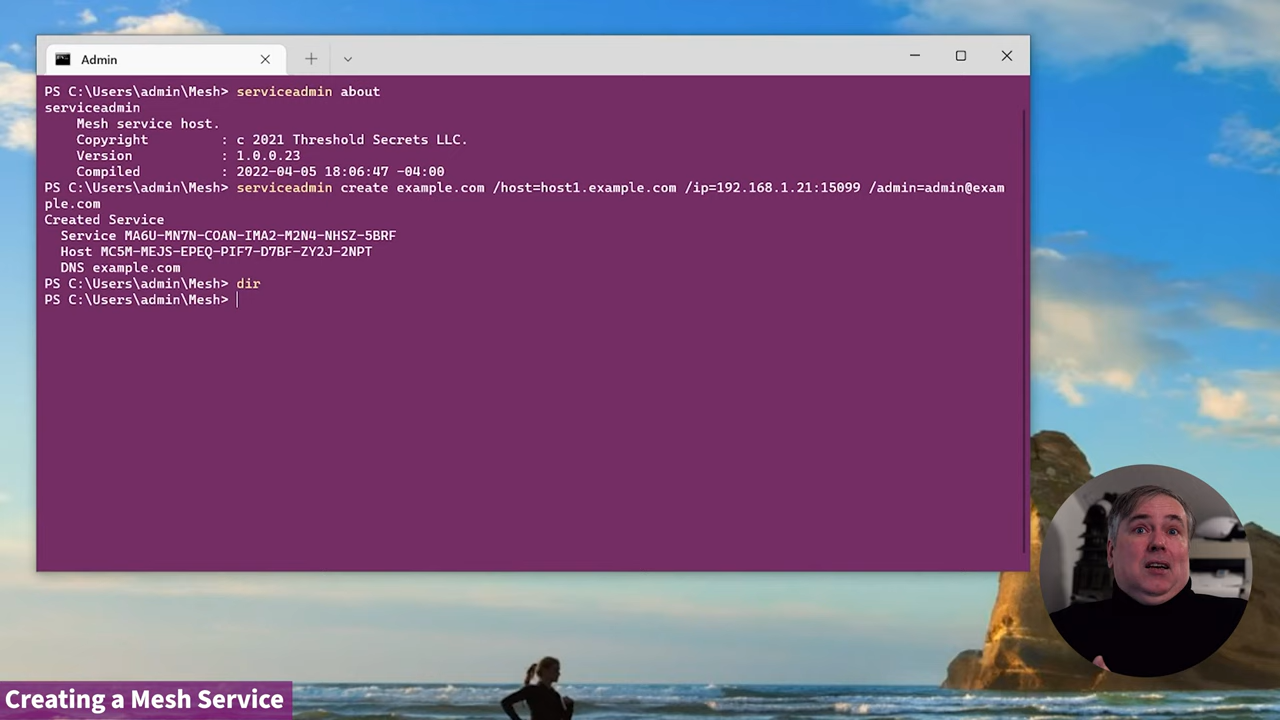 Admin
PS C:\Users\admin\Mesh> serviceadmin about
serviceadmin
    Mesh service host.
    Copyright         : c 2021 Threshold Secrets LLC.
    Version           : 1.0.0.23
    Compiled          : 2022-04-05 18:06:47 -04:00
PS C:\Users\admin\Mesh> serviceadmin create example.com /host=host1.example.com /ip=192.168.1.21:15099 /admin=admin@exam
ple.com
Created Service
  Service MA6U-MN7N-COAN-IMA2-M2N4-NHSZ-5BRF
  Host MC5M-MEJS-EPEQ-PIF7-D7BF-ZY2J-2NPT
  DNS example.com
PS C:\Users\admin\Mesh> dir
PS C:\Users\admin\Mesh>
Creating a Mesh Service